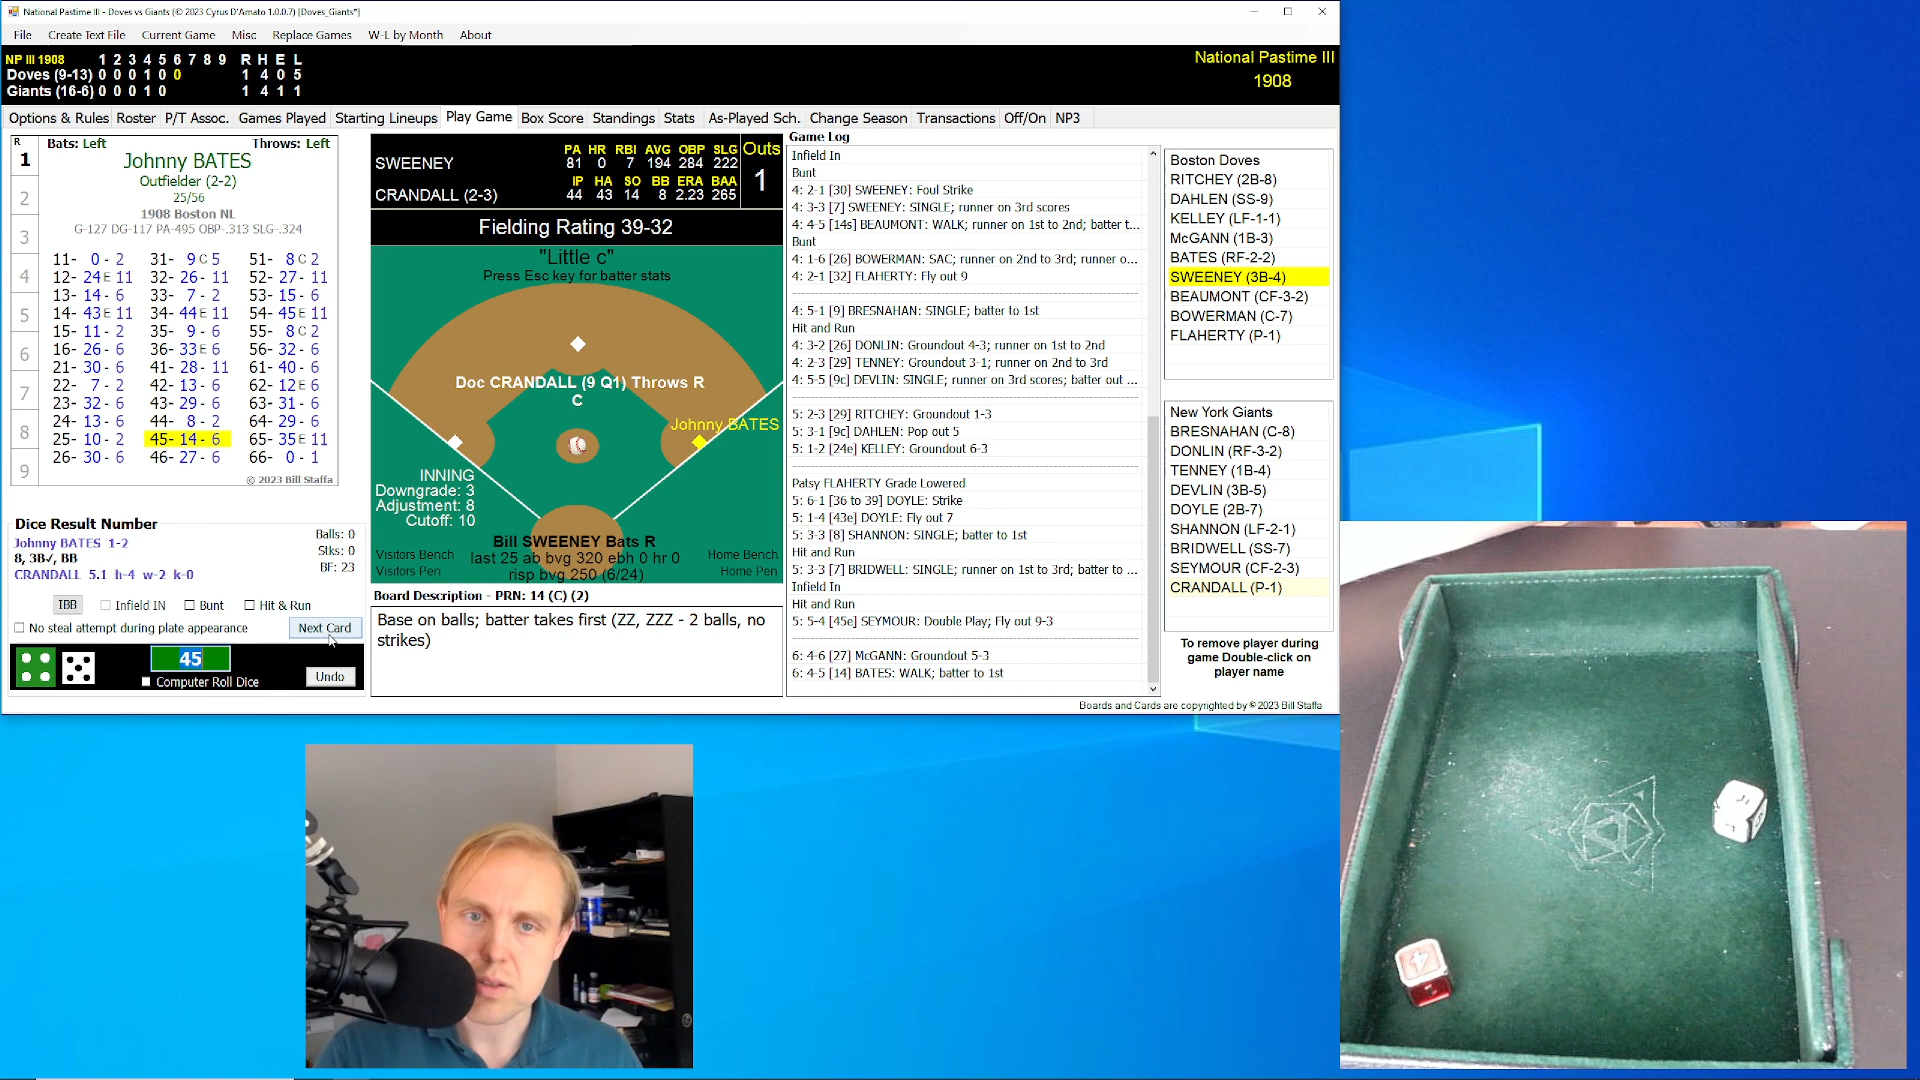 National Pastime III - Doves vs Giants (© 2023 Cyrus D'Amato 1.0.0.7) [Doves_Giants*]
File Create Text File Current Game Misc Replace Games W-L by Month About
NP III 1908 1 2 3 4 5 6 7 8 9 R H E L
Doves (9-13) 0 0 0 1 0 0 1 4 0 5
Giants (16-6) 0 0 0 1 0 1 4 1 1
National Pastime III
1908
Options & Rules Roster P/T Assoc. Games Played Starting Lineups Play Game Box Score Standings Stats As-Played Sch. Change Season Transactions Off/On NP3
R
1
2
3
4
5
6
7
8
9
Bats: Left Throws: Left
Johnny BATES
Outfielder (2-2)
25/56
1908 Boston NL
G-127 DG-117 PA-495 OBP-.313 SLG-.324
11- 0 - 2 31- 9 C 5 51- 8 C 2
12- 24 E 11 32- 26 - 11 52- 27 - 11
13- 14 - 6 33- 7 - 2 53- 15 - 6
14- 43 E 11 34- 44 E 11 54- 45 E 11
15- 11 - 2 35- 9 - 6 55- 8 C 2
16- 26 - 6 36- 33 E 6 56- 32 - 6
21- 30 - 6 41- 28 - 11 61- 40 - 6
22- 7 - 2 42- 13 - 6 62- 12 E 6
23- 32 - 6 43- 29 - 6 63- 31 - 6
24- 13 - 6 44- 8 - 2 64- 29 - 6
25- 10 - 2 45- 14 - 6 65- 35 E 11
26- 30 - 6 46- 27 - 6 66- 0 - 1
© 2023 Bill Staffa
Dice Result Number
Johnny BATES 1-2
8, 3B✓, BB
CRANDALL 5.1 h-4 w-2 k-0
Balls: 0
Stks: 0
BF: 23
IBB Infield IN Bunt Hit & Run
No steal attempt during plate appearance Next Card
45
Computer Roll Dice Undo
PA HR RBI AVG OBP SLG
SWEENEY 81 0 7 194 284 222
IP HA SO BB ERA BAA
CRANDALL (2-3) 44 43 14 8 2.23 265
Outs
1
Fielding Rating 39-32
"Little c"
Press Esc key for batter stats
Doc CRANDALL (9 Q1) Throws R
C
Johnny BATES
INNING
Downgrade: 3
Adjustment: 8
Cutoff: 10
Bill SWEENEY Bats R
last 25 ab bvg 320 ebh 0 hr 0
risp bvg 250 (6/24)
Visitors Bench
Visitors Pen
Home Bench
Home Pen
Board Description - PRN: 14 (C) (2)
Base on balls; batter takes first (ZZ, ZZZ - 2 balls, no
strikes)
Game Log
Infield In
Bunt
4: 2-1 [30] SWEENEY: Foul Strike
4: 3-3 [7] SWEENEY: SINGLE; runner on 3rd scores
4: 4-5 [14s] BEAUMONT: WALK; runner on 1st to 2nd; batter t...
Bunt
4: 1-6 [26] BOWERMAN: SAC; runner on 2nd to 3rd; runner o...
4: 2-1 [32] FLAHERTY: Fly out 9
4: 5-1 [9] BRESNAHAN: SINGLE; batter to 1st
Hit and Run
4: 3-2 [26] DONLIN: Groundout 4-3; runner on 1st to 2nd
4: 2-3 [29] TENNEY: Groundout 3-1; runner on 2nd to 3rd
4: 5-5 [9c] DEVLIN: SINGLE; runner on 3rd scores; batter out ...
5: 2-3 [29] RITCHEY: Groundout 1-3
5: 3-1 [9c] DAHLEN: Pop out 5
5: 1-2 [24e] KELLEY: Groundout 6-3
Patsy FLAHERTY Grade Lowered
5: 6-1 [36 to 39] DOYLE: Strike
5: 1-4 [43e] DOYLE: Fly out 7
5: 3-3 [8] SHANNON: SINGLE; batter to 1st
Hit and Run
5: 3-3 [7] BRIDWELL: SINGLE; runner on 1st to 3rd; batter to ...
Infield In
Hit and Run
5: 5-4 [45e] SEYMOUR: Double Play; Fly out 9-3
6: 4-6 [27] McGANN: Groundout 5-3
6: 4-5 [14] BATES: WALK; batter to 1st
Boston Doves
RITCHEY (2B-8)
DAHLEN (SS-9)
KELLEY (LF-1-1)
McGANN (1B-3)
BATES (RF-2-2)
SWEENEY (3B-4)
BEAUMONT (CF-3-2)
BOWERMAN (C-7)
FLAHERTY (P-1)
New York Giants
BRESNAHAN (C-8)
DONLIN (RF-3-2)
TENNEY (1B-4)
DEVLIN (3B-5)
DOYLE (2B-7)
SHANNON (LF-2-1)
BRIDWELL (SS-7)
SEYMOUR (CF-2-3)
CRANDALL (P-1)
To remove player during
game Double-click on
player name
Boards and Cards are copyrighted by © 2023 Bill Staffa